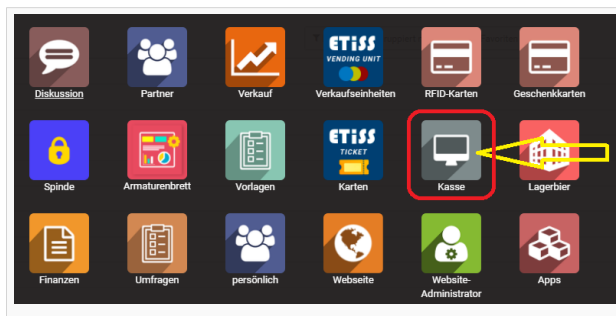 ETISS
VENDING UNIT
Diskussion
Partner
Verkauf
Verkaufseinheiten
RFID-Karten
Geschenkkarten
ETISS
TICKET
Spinde
Armaturenbrett
Vorlagen
Karten
Kasse
Lagerbier
Finanzen
Umfragen
persönlich
Webseite
Website-
Administrator
Apps